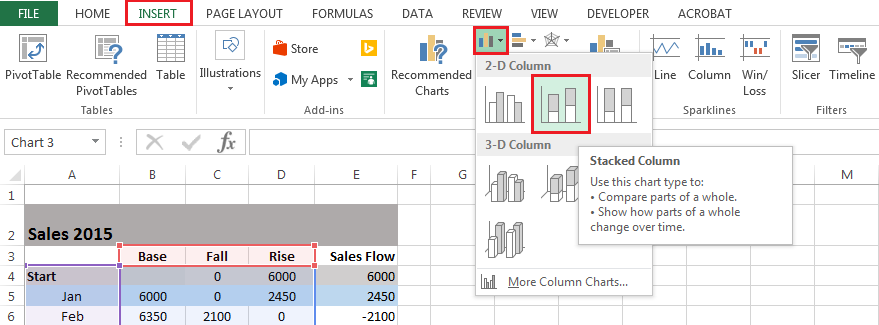 FILE HOME INSERT PAGE LAYOUT FORMULAS DATA REVIEW VIEW DEVELOPER ACROBAT
PivotTable Recommended PivotTables Table
Tables
Illustrations
Store
My Apps
Add-ins
Recommended Charts
Line Column Win/Loss
Sparklines
Slicer Timeline
Filters
2-D Column
3-D Column
More Column Charts...
Stacked Column
Use this chart type to:
• Compare parts of a whole.
• Show how parts of a whole
change over time.
Chart 3 fx
A B C D E F G M
1
2 Sales 2015
3 Base Fall Rise Sales Flow
4 Start 0 6000 6000
5 Jan 6000 0 2450 2450
6 Feb 6350 2100 0 -2100